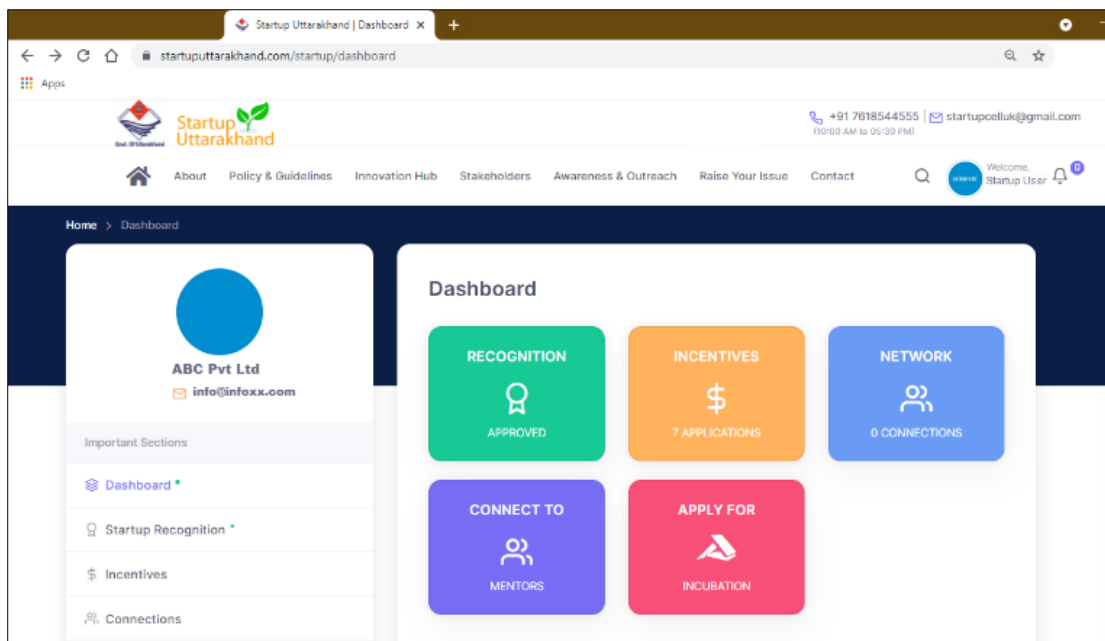 Startup Uttarakhand | Dashboard
startuputtarakhand.com/startup/dashboard
Apps
Govt. Of Uttarakhand
Startup
Uttarakhand
+91 7618544555 | startupcelluk@gmail.com
(10:00 AM to 05:30 PM)
About Policy & Guidelines Innovation Hub Stakeholders Awareness & Outreach Raise Your Issue Contact
Welcome,
Startup User
0
Home > Dashboard
ABC Pvt Ltd
info@infoxx.com
Important Sections
Dashboard
Startup Recognition
Incentives
Connections
Dashboard
RECOGNITION
APPROVED
INCENTIVES
7 APPLICATIONS
NETWORK
0 CONNECTIONS
CONNECT TO
MENTORS
APPLY FOR
INCUBATION